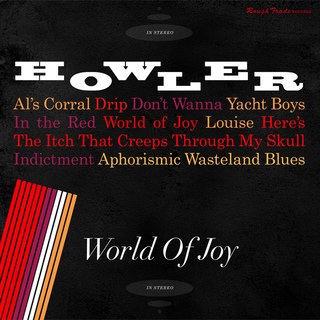 Rough Trade RECORDS
IN STEREO
HOWLER
Al's Corral Drip Don't Wanna Yacht Boys
In the Red World of Joy Louise Here's
The Itch That Creeps Through My Skull
Indictment Aphorismic Wasteland Blues
World Of Joy
IN STEREO